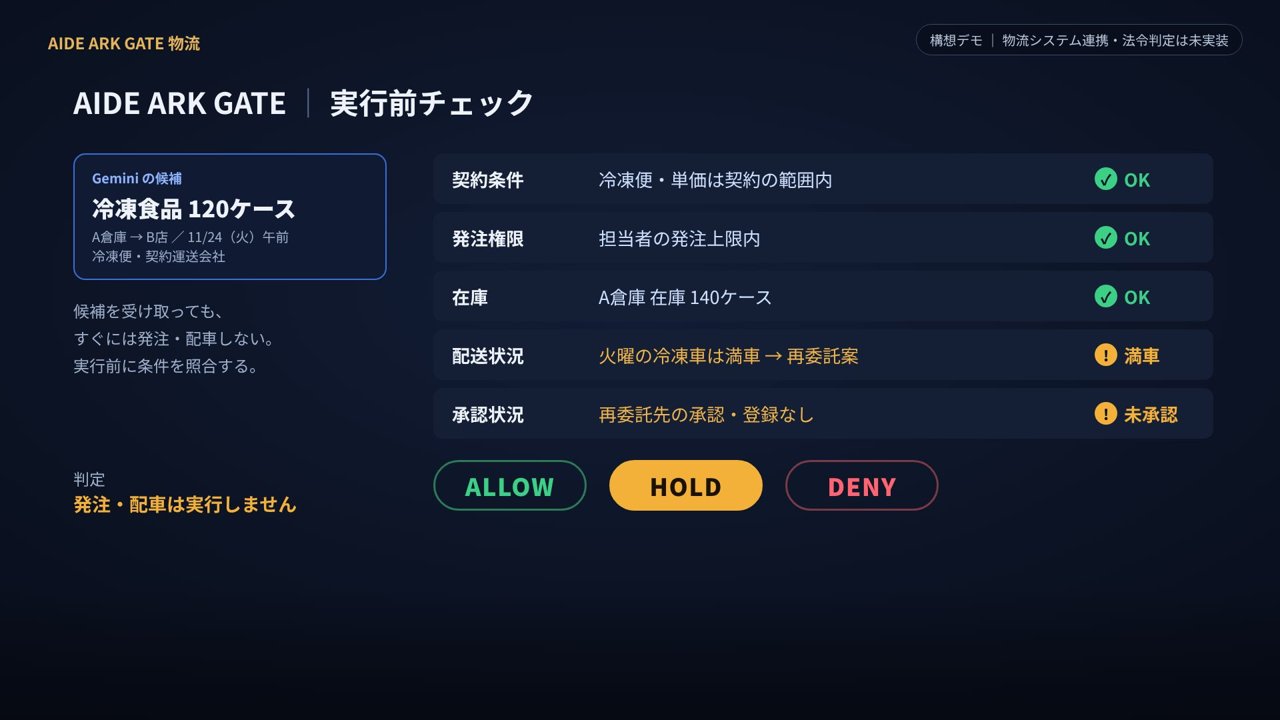 AIDE ARK GATE 物流
構想デモ | 物流システム連携・法令判定は未実装
AIDE ARK GATE | 実行前チェック
Gemini の候補
冷凍食品 120ケース
A倉庫 → B店 ／ 11/24（火）午前
冷凍便・契約運送会社
候補を受け取っても、
すぐには発注・配車しない。
実行前に条件を照合する。
契約条件 冷凍便・単価は契約の範囲内 ✓ OK
発注権限 担当者の発注上限内 ✓ OK
在庫 A倉庫 在庫 140ケース ✓ OK
配送状況 火曜の冷凍車は満車 → 再委託案 ! 満車
承認状況 再委託先の承認・登録なし ! 未承認
判定
発注・配車は実行しません
ALLOW HOLD DENY